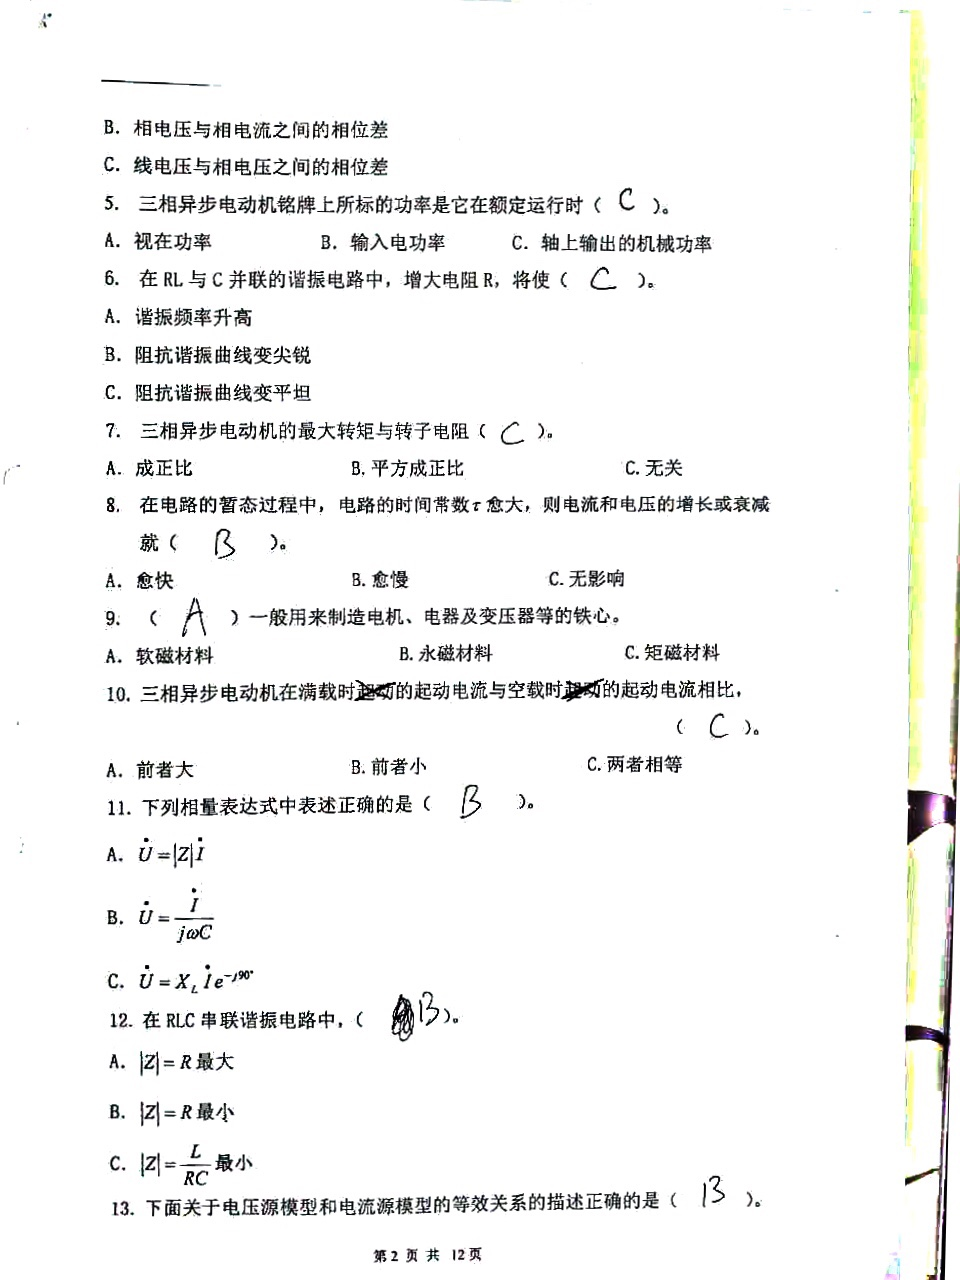 B. 相电压与相电流之间的相位差
C. 线电压与相电压之间的相位差
5. 三相异步电动机铭牌上所标的功率是它在额定运行时（ C ）。
A. 视在功率 B. 输入电功率 C. 轴上输出的机械功率
6. 在 RL 与 C 并联的谐振电路中，增大电阻 R，将使（ C ）。
A. 谐振频率升高
B. 阻抗谐振曲线变尖锐
C. 阻抗谐振曲线变平坦
7. 三相异步电动机的最大转矩与转子电阻（ C ）。
A. 成正比 B. 平方成正比 C. 无关
8. 在电路的暂态过程中，电路的时间常数τ愈大，则电流和电压的增长或衰减
就（ B ）。
A. 愈快 B. 愈慢 C. 无影响
9. （ A ）一般用来制造电机、电器及变压器等的铁心。
A. 软磁材料 B. 永磁材料 C. 矩磁材料
10. 三相异步电动机在满载时起动的起动电流与空载时起动的起动电流相比，
（ C ）。
A. 前者大 B. 前者小 C. 两者相等
11. 下列相量表达式中表述正确的是（ B ）。
A. U̇=|Z|İ
B. U̇=İ/jωC
C. U̇=X_L İe^-j90°
12. 在 RLC 串联谐振电路中,（ B ）。
A. |Z|=R 最大
B. |Z|=R 最小
C. |Z|=L/RC 最小
13. 下面关于电压源模型和电流源模型的等效关系的描述正确的是（ B ）。
第 2 页 共 12 页